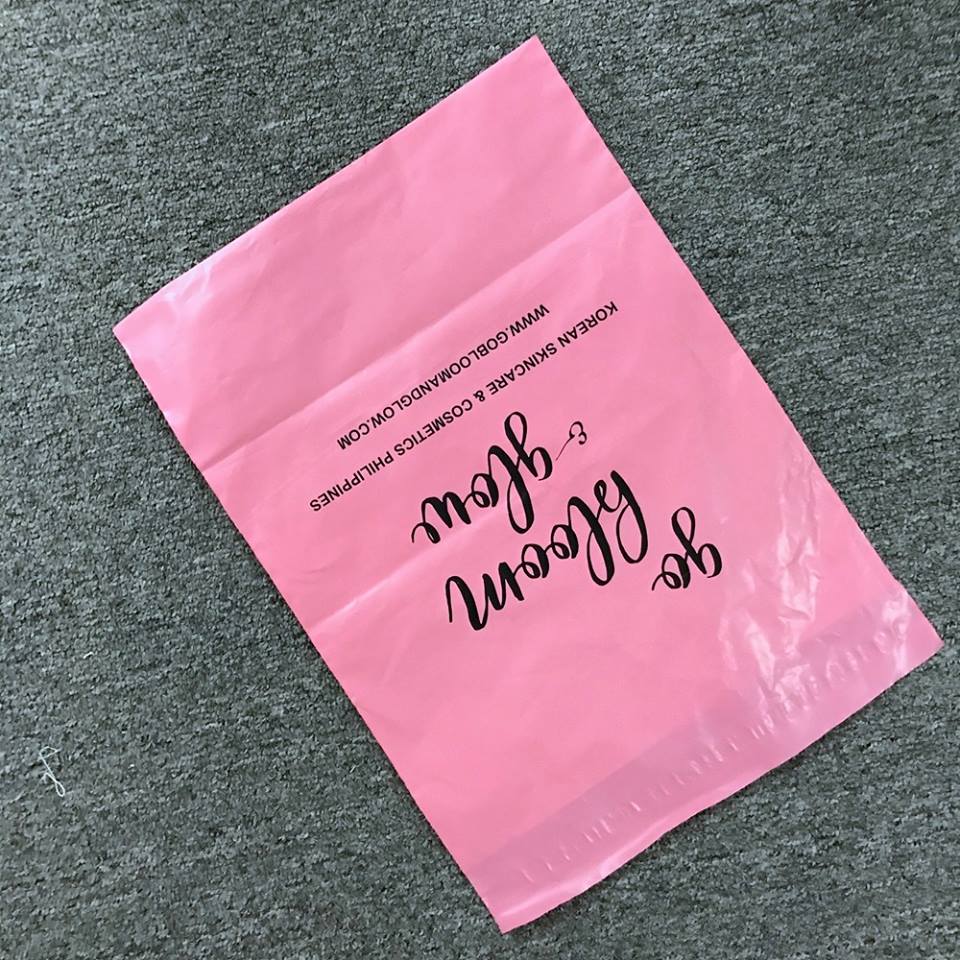 go
bloom
& glow
KOREAN SKINCARE & COSMETICS PHILIPPINES
WWW.GOBLOOMANDGLOW.COM